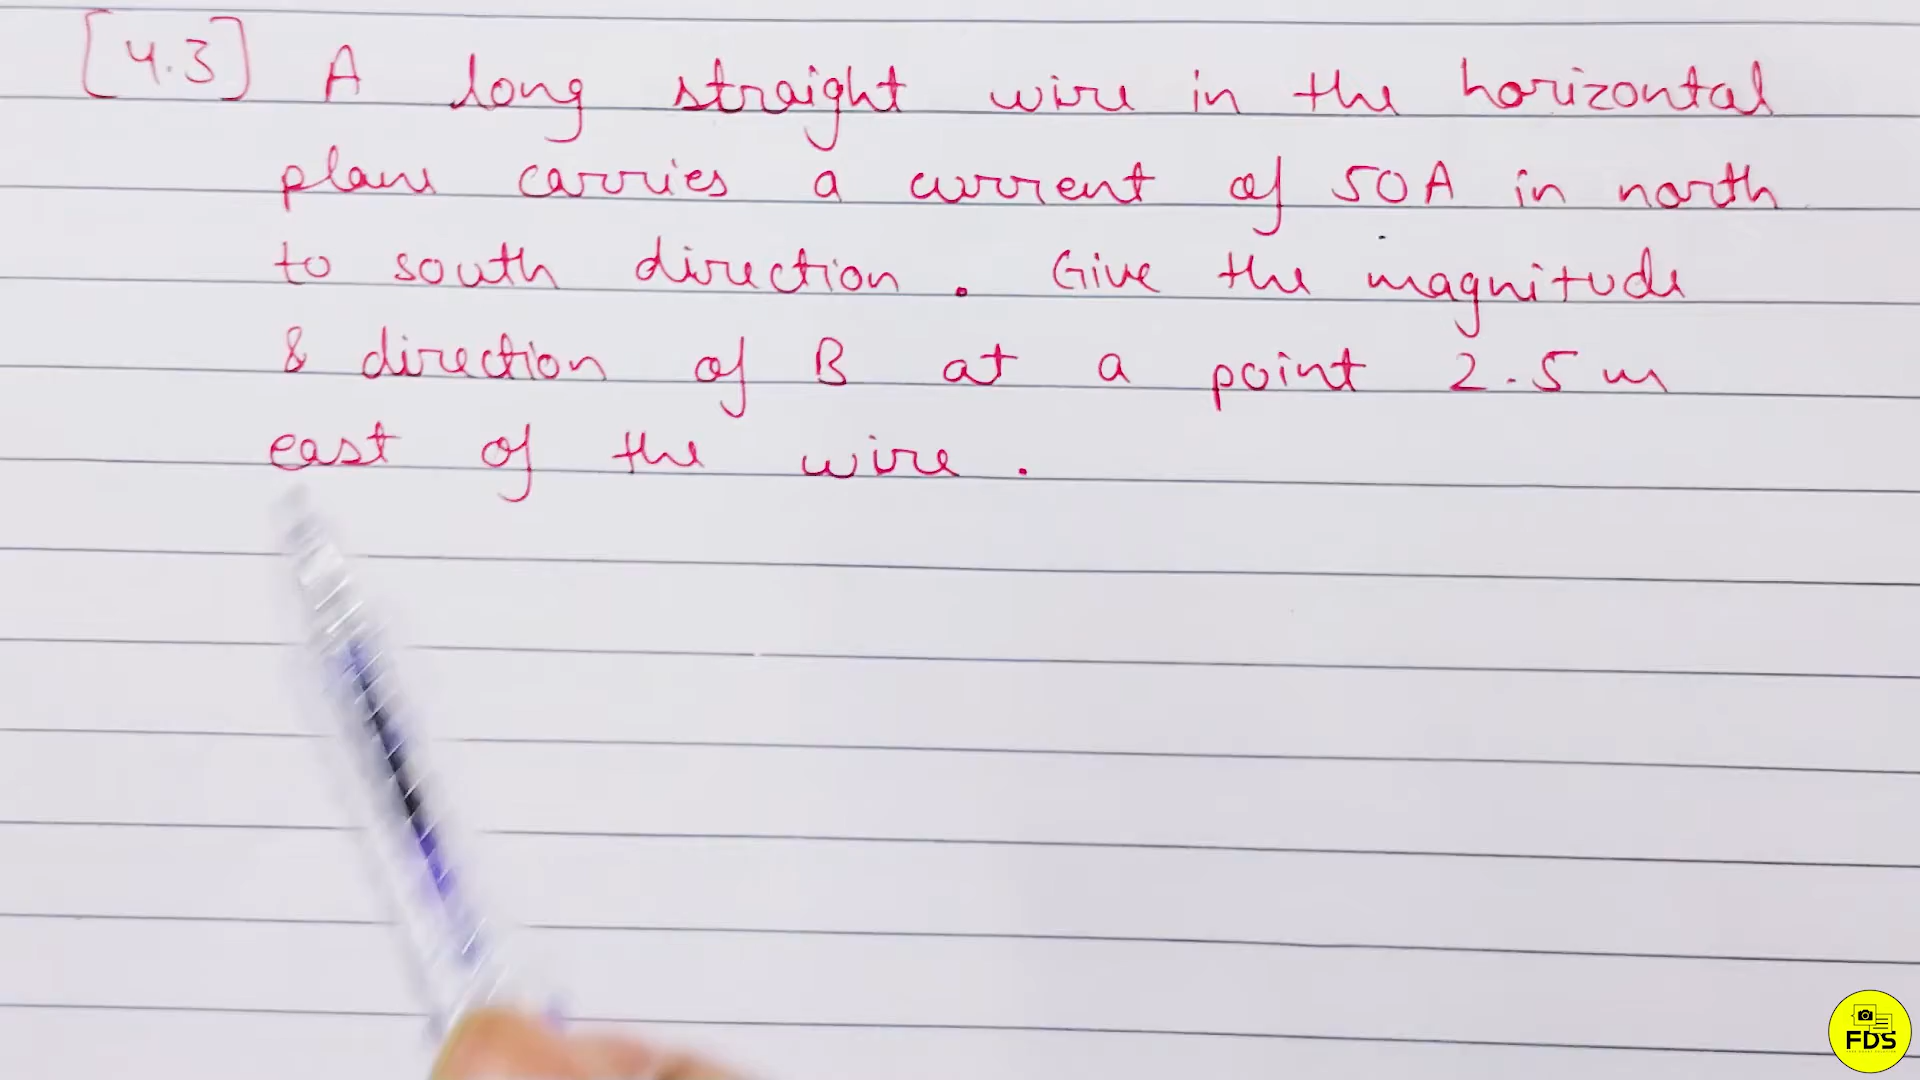 [4.3] A long straight wire in the horizontal
plane carries a current of 50A in north
to south direction. Give the magnitude
& direction of B at a point 2.5m
east of the wire.
FDS